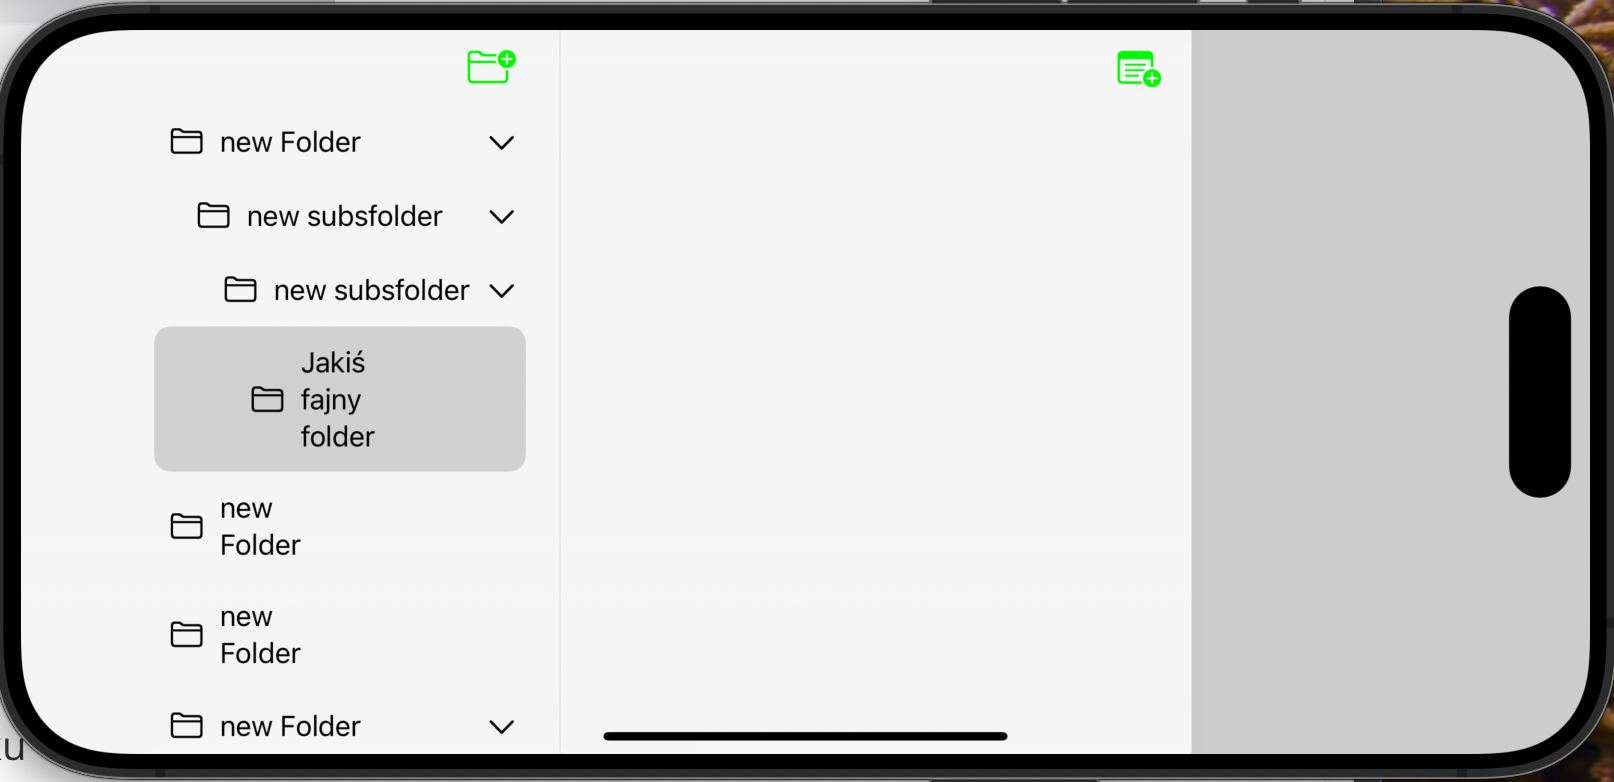 new Folder
new subsfolder
new subsfolder
Jakiś
fajny
folder
new
Folder
new
Folder
new Folder